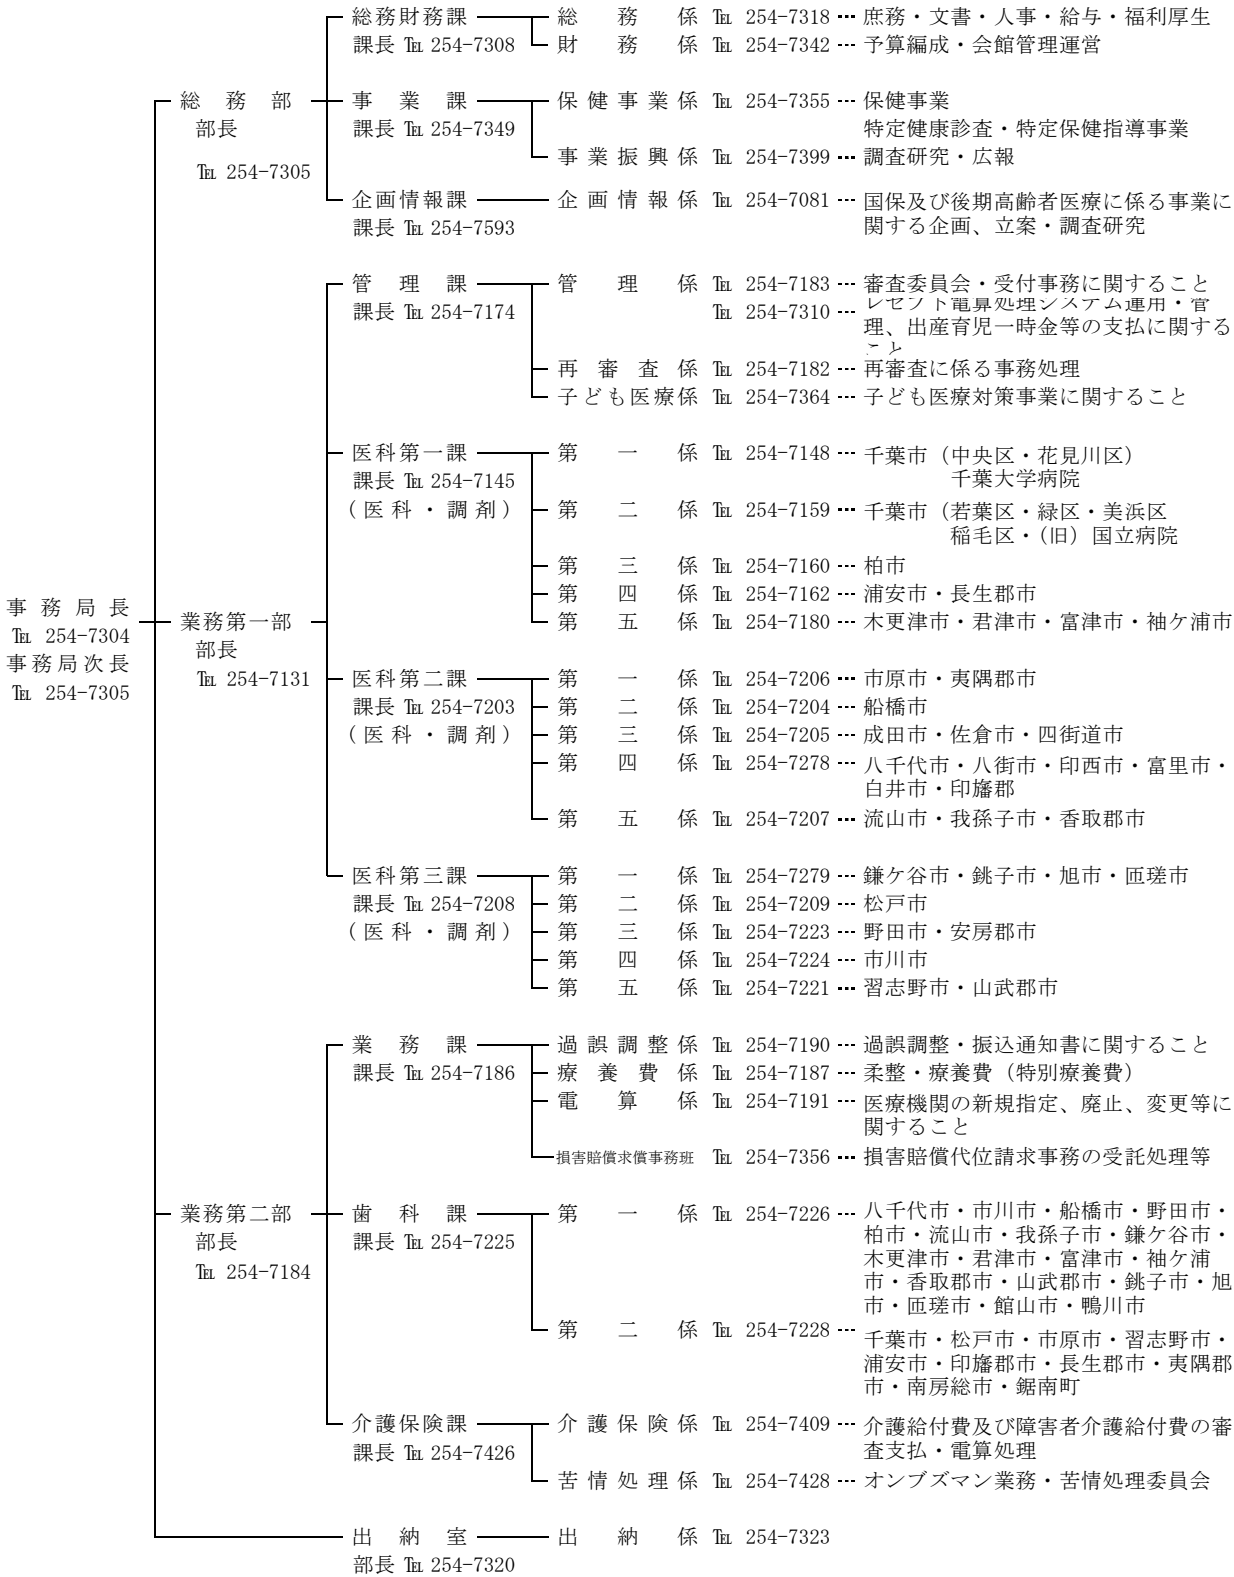 総務財務課 総務係 ℡ 254-7318 … 庶務・文書・人事・給与・福利厚生
課長 ℡ 254-7308 財務係 ℡ 254-7342 … 予算編成・会館管理運営
総務部 事業課 保健事業係 ℡ 254-7355 … 保健事業
部長 課長 ℡ 254-7349 特定健康診査・特定保健指導事業
事業振興係 ℡ 254-7399 … 調査研究・広報
℡ 254-7305
企画情報課 企画情報係 ℡ 254-7081 … 国保及び後期高齢者医療に係る事業に
課長 ℡ 254-7593 関する企画、立案・調査研究
管理課 管理係 ℡ 254-7183 … 審査委員会・受付事務に関すること
課長 ℡ 254-7174 ℡ 254-7310 … レセプト電算処理システム運用・管
理、出産育児一時金等の支払に関する
こと
再審査係 ℡ 254-7182 … 再審査に係る事務処理
子ども医療係 ℡ 254-7364 … 子ども医療対策事業に関すること
医科第一課 第一係 ℡ 254-7148 … 千葉市（中央区・花見川区）
課長 ℡ 254-7145 千葉大学病院
（医科・調剤） 第二係 ℡ 254-7159 … 千葉市（若葉区・緑区・美浜区
稲毛区・（旧）国立病院
第三係 ℡ 254-7160 … 柏市
事務局長 第四係 ℡ 254-7162 … 浦安市・長生郡市
℡ 254-7304 業務第一部 第五係 ℡ 254-7180 … 木更津市・君津市・富津市・袖ケ浦市
事務局次長 部長
℡ 254-7305 ℡ 254-7131 医科第二課 第一係 ℡ 254-7206 … 市原市・夷隅郡市
課長 ℡ 254-7203 第二係 ℡ 254-7204 … 船橋市
（医科・調剤） 第三係 ℡ 254-7205 … 成田市・佐倉市・四街道市
第四係 ℡ 254-7278 … 八千代市・八街市・印西市・富里市・
白井市・印旛郡
第五係 ℡ 254-7207 … 流山市・我孫子市・香取郡市
医科第三課 第一係 ℡ 254-7279 … 鎌ケ谷市・銚子市・旭市・匝瑳市
課長 ℡ 254-7208 第二係 ℡ 254-7209 … 松戸市
（医科・調剤） 第三係 ℡ 254-7223 … 野田市・安房郡市
第四係 ℡ 254-7224 … 市川市
第五係 ℡ 254-7221 … 習志野市・山武郡市
業務課 過誤調整係 ℡ 254-7190 … 過誤調整・振込通知書に関すること
課長 ℡ 254-7186 療養費係 ℡ 254-7187 … 柔整・療養費（特別療養費）
電算係 ℡ 254-7191 … 医療機関の新規指定、廃止、変更等に
関すること
損害賠償求償事務班 ℡ 254-7356 … 損害賠償代位請求事務の受託処理等
業務第二部 歯科課 第一係 ℡ 254-7226 … 八千代市・市川市・船橋市・野田市・
部長 課長 ℡ 254-7225 柏市・流山市・我孫子市・鎌ケ谷市・
℡ 254-7184 木更津市・君津市・富津市・袖ケ浦
市・香取郡市・山武郡市・銚子市・旭
市・匝瑳市・館山市・鴨川市
第二係 ℡ 254-7228 … 千葉市・松戸市・市原市・習志野市・
浦安市・印旛郡市・長生郡市・夷隅郡
市・南房総市・鋸南町
介護保険課 介護保険係 ℡ 254-7409 … 介護給付費及び障害者介護給付費の審
課長 ℡ 254-7426 査支払・電算処理
苦情処理係 ℡ 254-7428 … オンブズマン業務・苦情処理委員会
出納室 出納係 ℡ 254-7323
部長 ℡ 254-7320